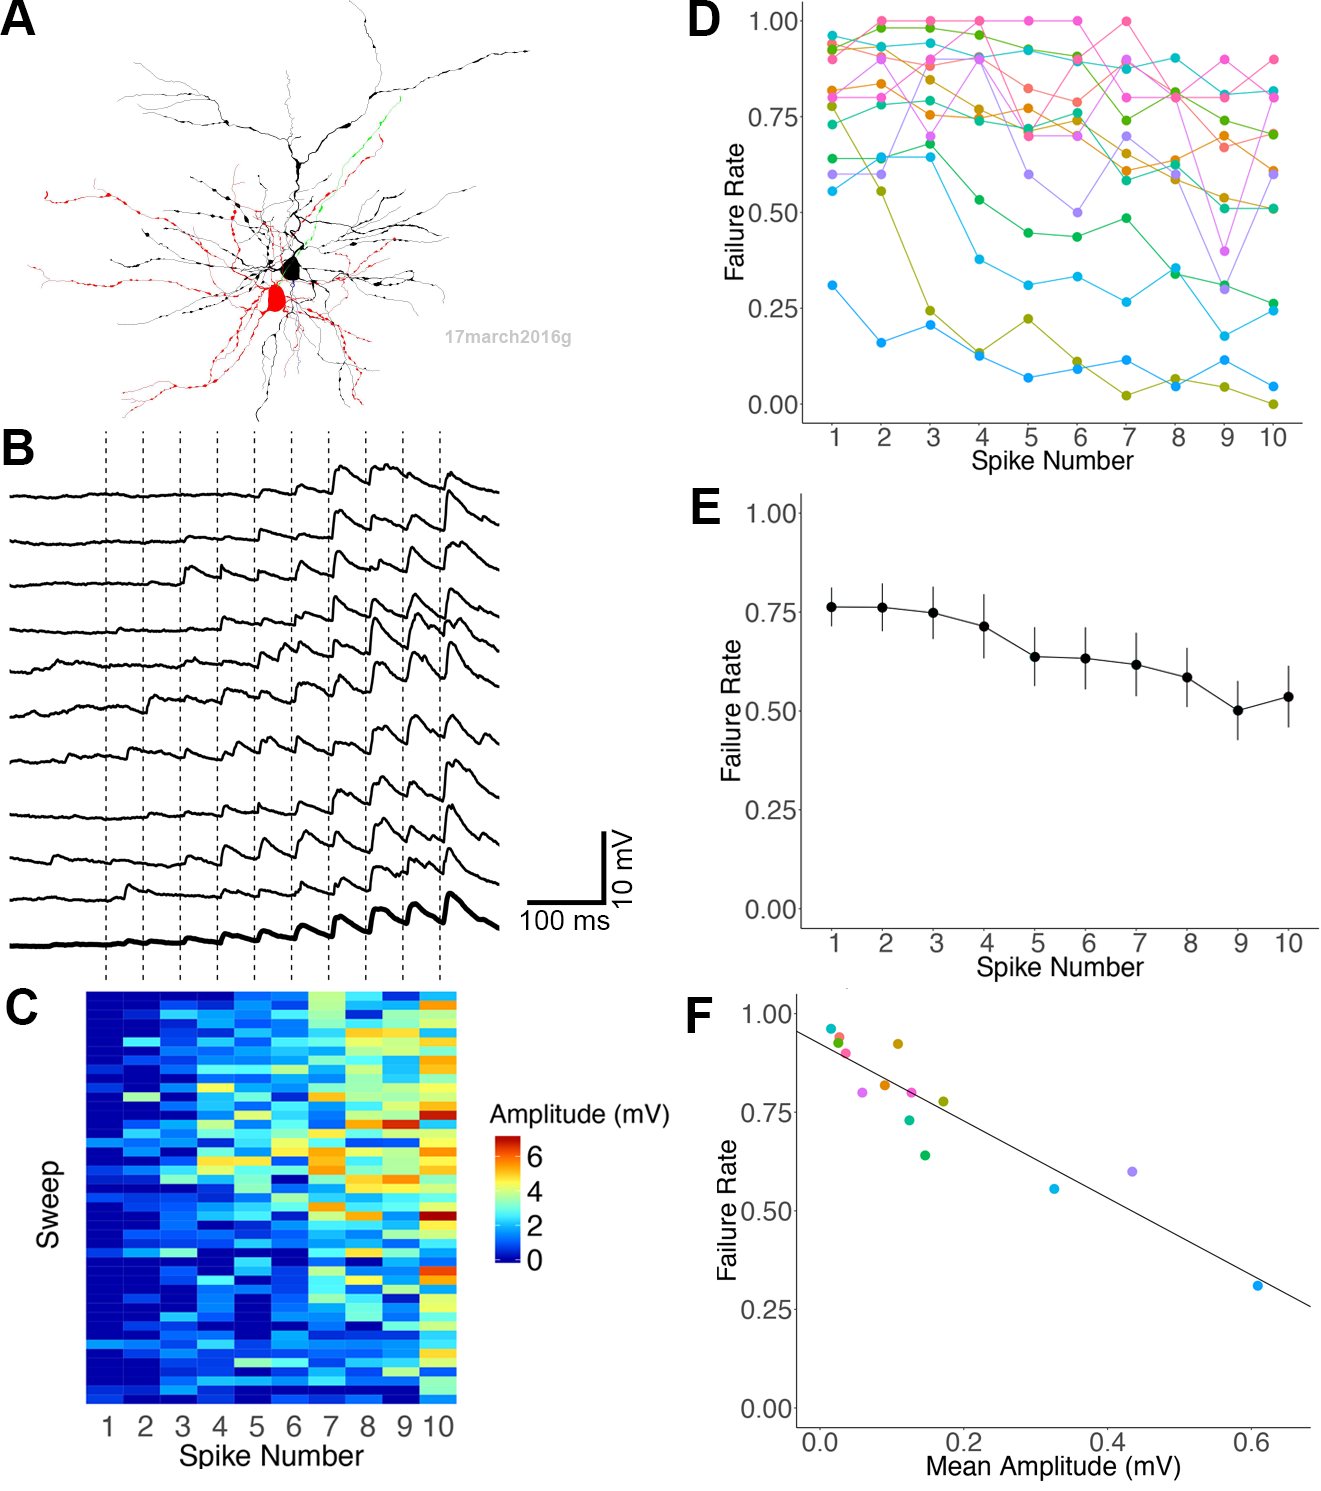 A
17march2016g
B
10 mV
100 ms
C
Sweep
1 2 3 4 5 6 7 8 9 10
Spike Number
Amplitude (mV)
6
4
2
0
D
Failure Rate
1.00
0.75
0.50
0.25
0.00
1 2 3 4 5 6 7 8 9 10
Spike Number
E
Failure Rate
1.00
0.75
0.50
0.25
0.00
1 2 3 4 5 6 7 8 9 10
Spike Number
F
Failure Rate
1.00
0.75
0.50
0.25
0.00
0.0 0.2 0.4 0.6
Mean Amplitude (mV)